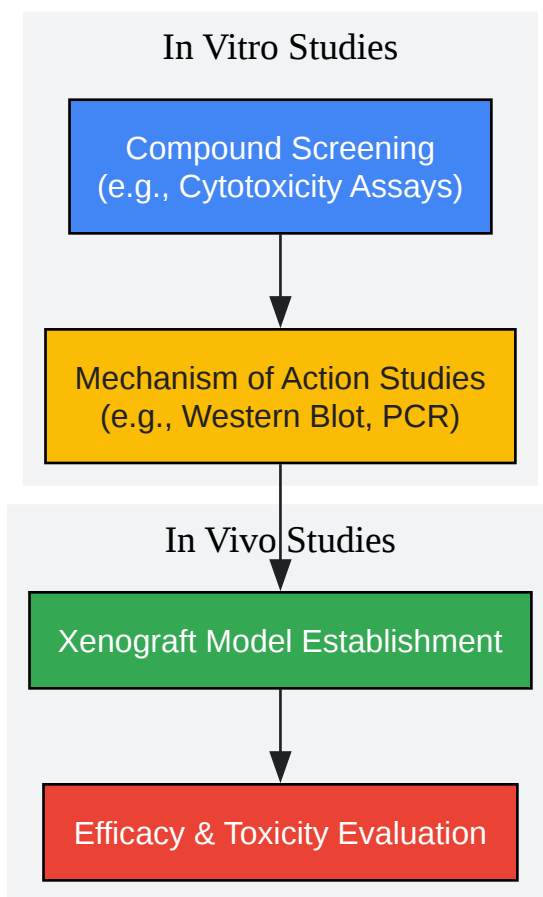 In Vitro Studies
Compound Screening
(e.g., Cytotoxicity Assays)
Mechanism of Action Studies
(e.g., Western Blot, PCR)
In Vivo Studies
Xenograft Model Establishment
Efficacy & Toxicity Evaluation